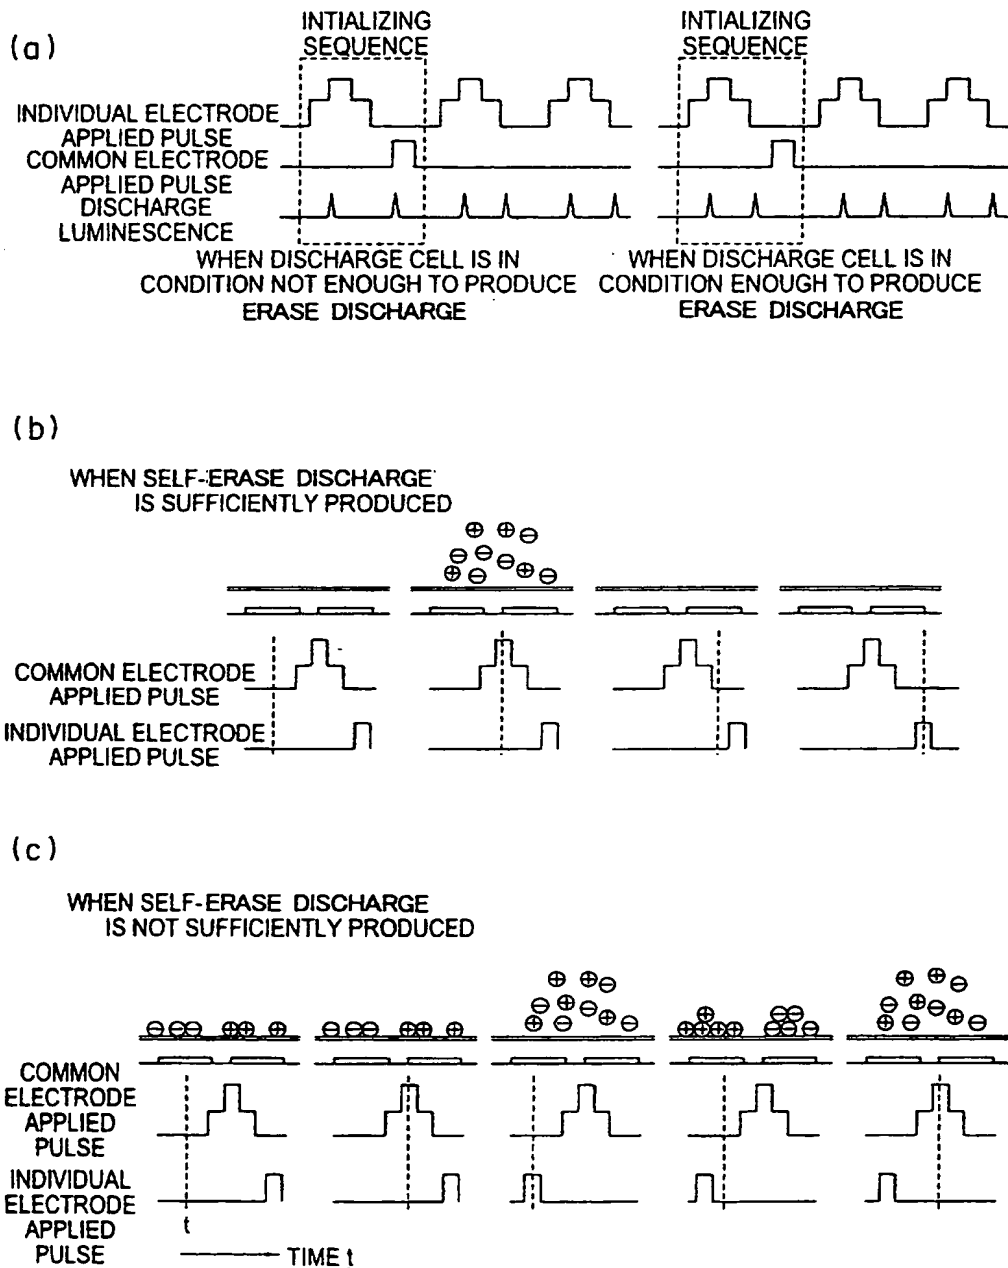 (a)
INTIALIZING
SEQUENCE
INTIALIZING
SEQUENCE
INDIVIDUAL ELECTRODE
APPLIED PULSE
COMMON ELECTRODE
APPLIED PULSE
DISCHARGE
LUMINESCENCE
WHEN DISCHARGE CELL IS IN
CONDITION NOT ENOUGH TO PRODUCE
ERASE DISCHARGE
WHEN DISCHARGE CELL IS IN
CONDITION ENOUGH TO PRODUCE
ERASE DISCHARGE
(b)
WHEN SELF-ERASE DISCHARGE
IS SUFFICIENTLY PRODUCED
COMMON ELECTRODE
APPLIED PULSE
INDIVIDUAL ELECTRODE
APPLIED PULSE
(c)
WHEN SELF-ERASE DISCHARGE
IS NOT SUFFICIENTLY PRODUCED
COMMON
ELECTRODE
APPLIED
PULSE
INDIVIDUAL
ELECTRODE
APPLIED
PULSE
t
TIME t